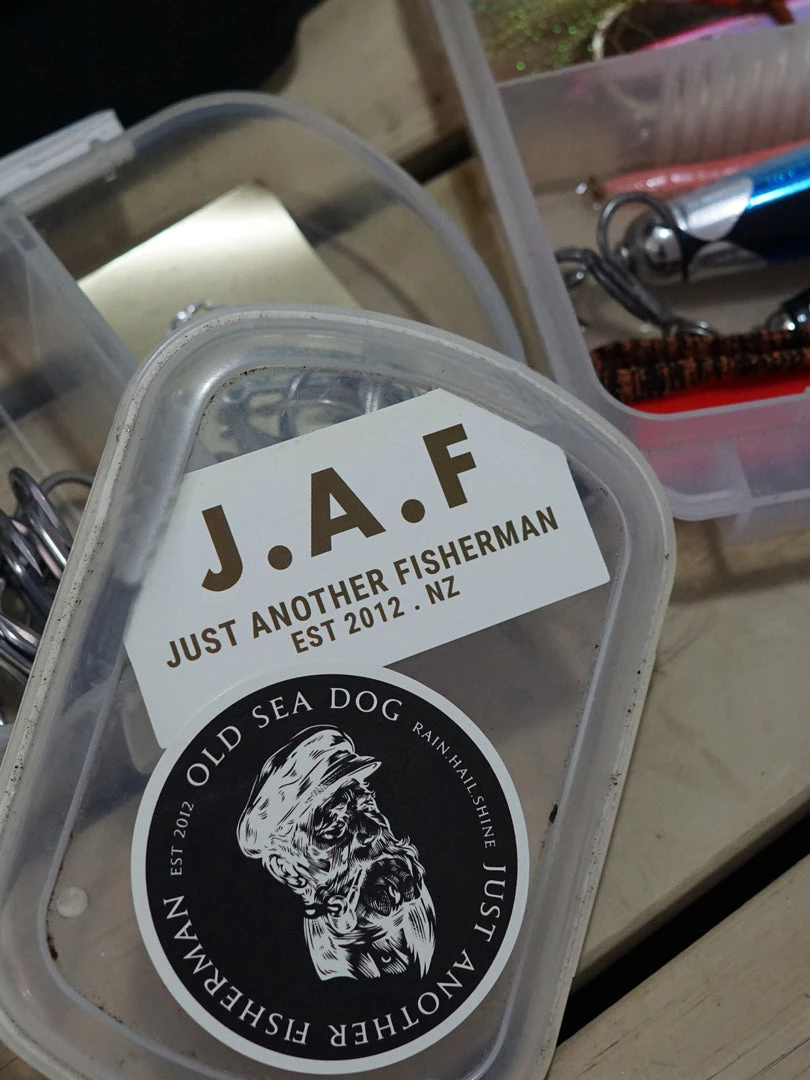 J.A.F
JUST ANOTHER FISHERMAN
EST 2012 . NZ
OLD SEA DOG
RAIN.HAIL.SHINE
JUST ANOTHER FISHERMAN
EST 2012